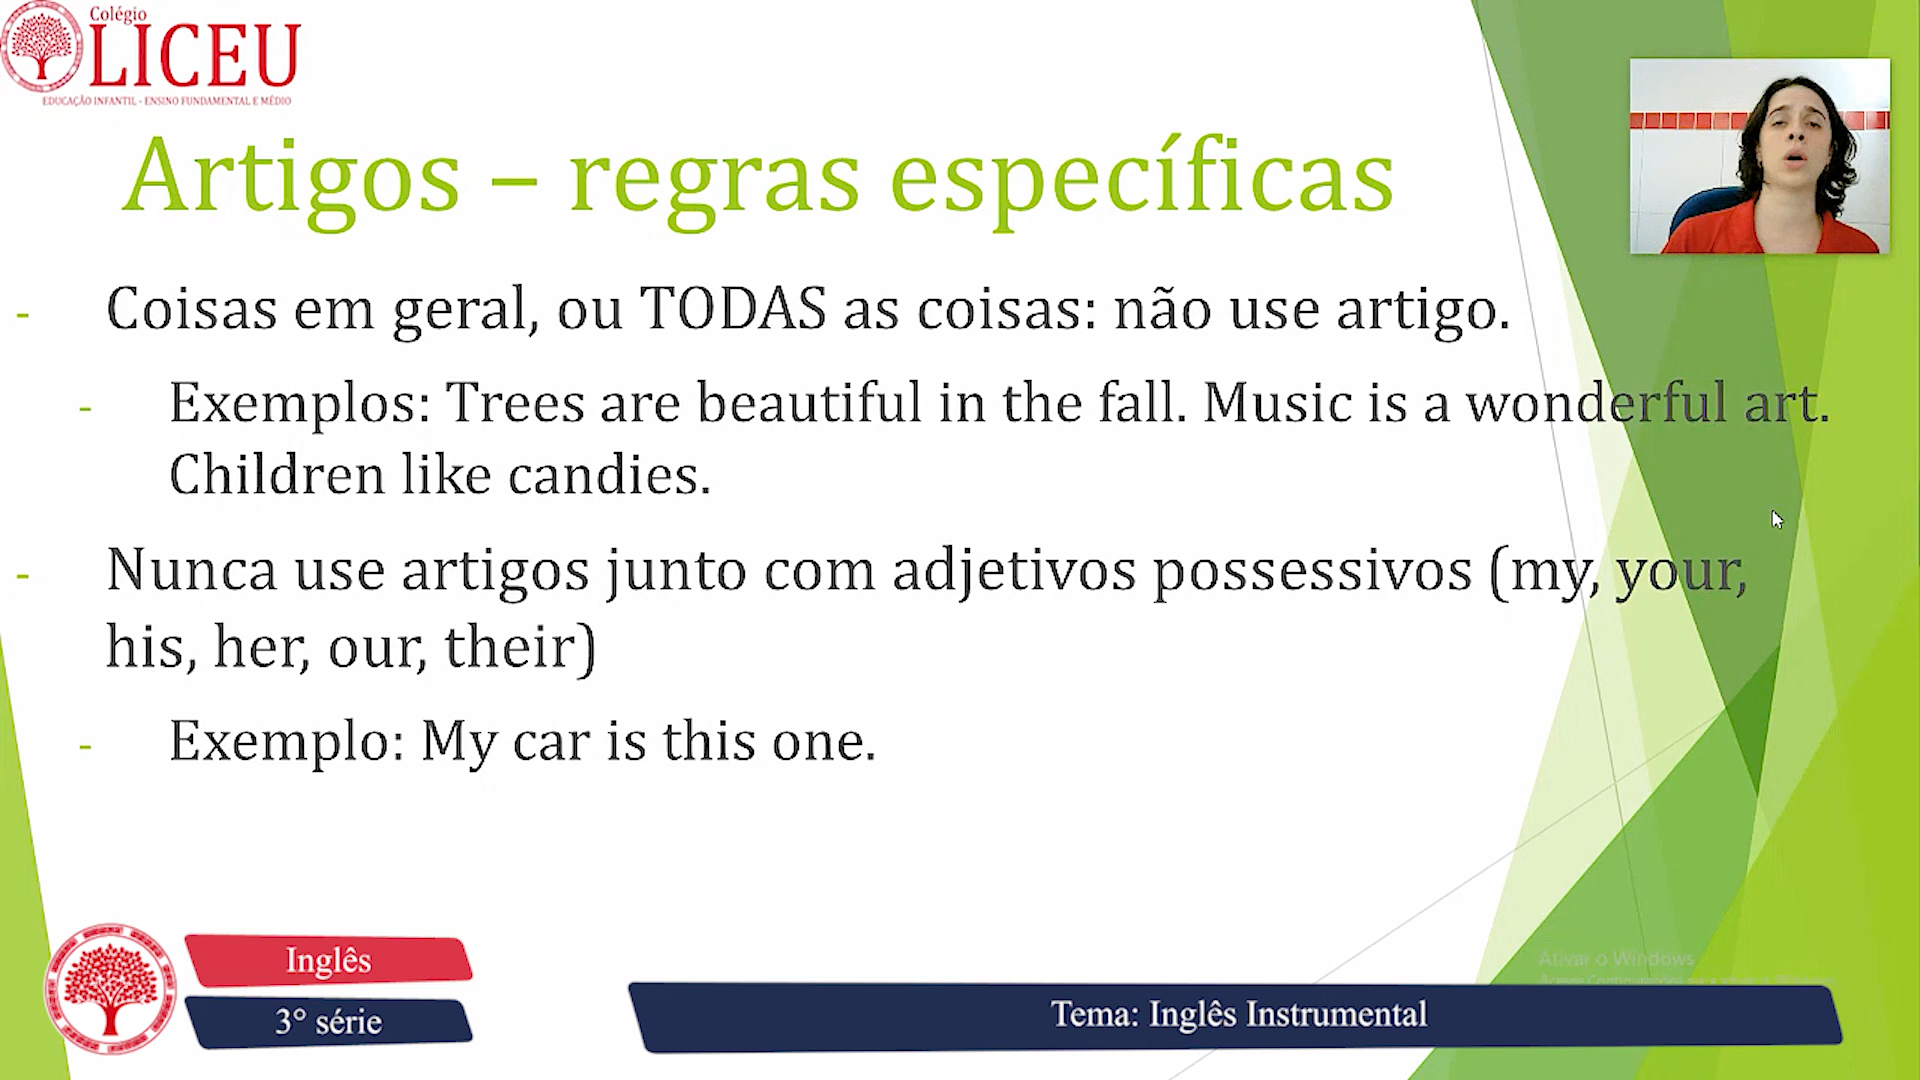 Colégio
LICEU
EDUCAÇÃO INFANTIL - ENSINO FUNDAMENTAL E MÉDIO
Artigos – regras específicas
- Coisas em geral, ou TODAS as coisas: não use artigo.
- Exemplos: Trees are beautiful in the fall. Music is a wonderful art.
Children like candies.
- Nunca use artigos junto com adjetivos possessivos (my, your,
his, her, our, their)
- Exemplo: My car is this one.
Inglês
3° série
Tema: Inglês Instrumental
Ativar o Windows